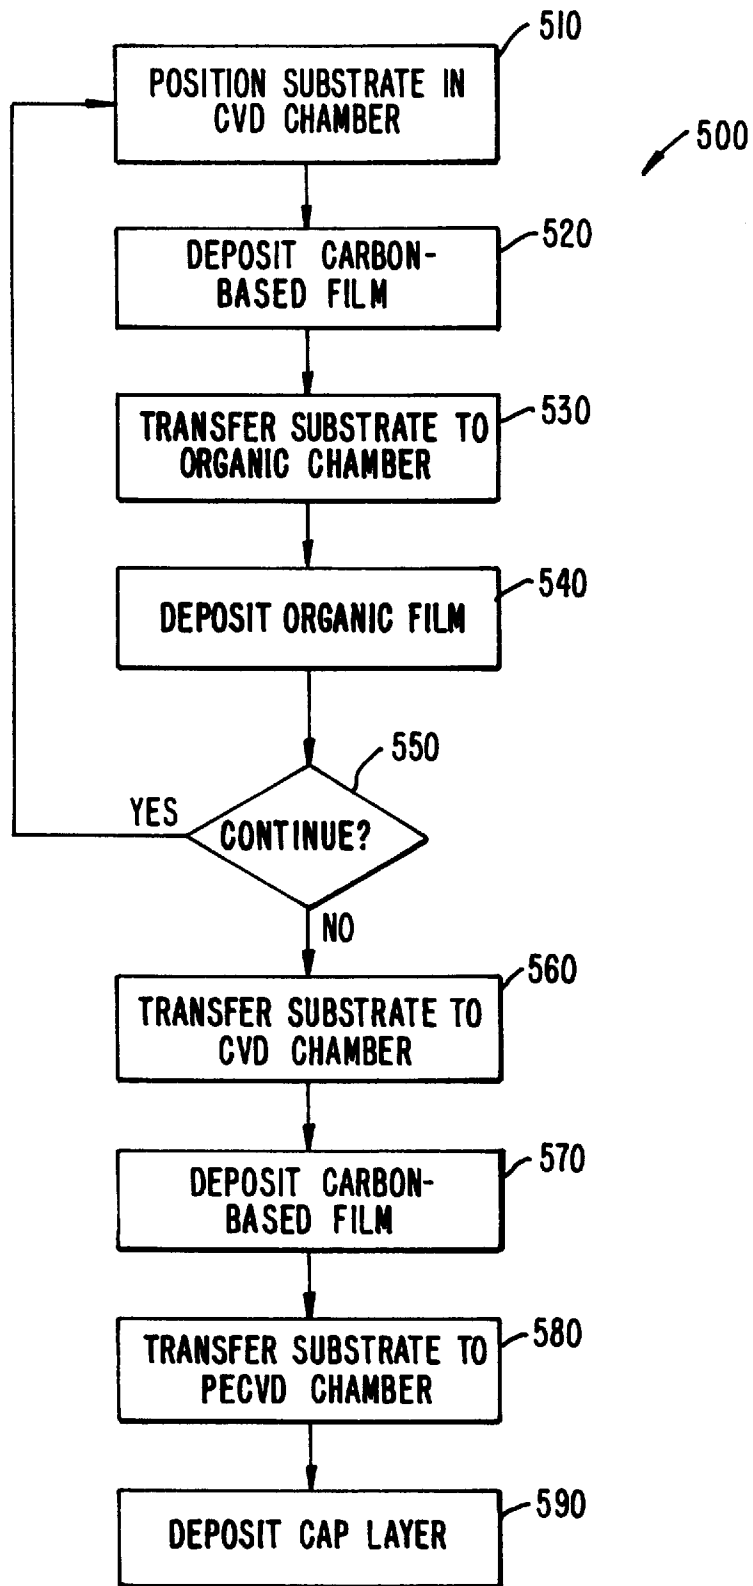 510
POSITION SUBSTRATE IN
CVD CHAMBER
500
520
DEPOSIT CARBON-
BASED FILM
530
TRANSFER SUBSTRATE TO
ORGANIC CHAMBER
540
DEPOSIT ORGANIC FILM
550
YES
CONTINUE?
NO
560
TRANSFER SUBSTRATE TO
CVD CHAMBER
570
DEPOSIT CARBON-
BASED FILM
580
TRANSFER SUBSTRATE TO
PECVD CHAMBER
590
DEPOSIT CAP LAYER